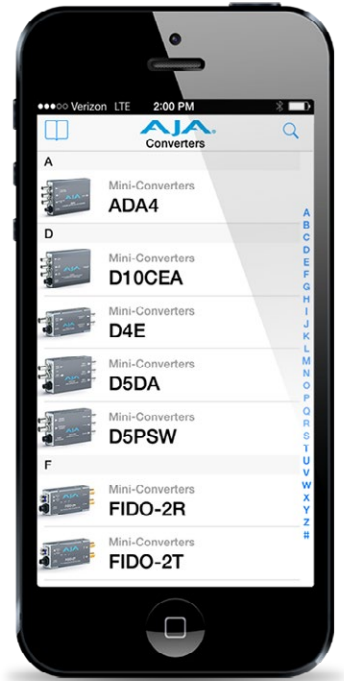 ●●●○○ Verizon LTE 2:00 PM
AJA®
Converters
A
Mini-Converters
ADA4
D
Mini-Converters
D10CEA
Mini-Converters
D4E
Mini-Converters
D5DA
Mini-Converters
D5PSW
F
Mini-Converters
FIDO-2R
Mini-Converters
FIDO-2T
A
B
C
D
E
F
G
H
I
J
K
L
M
N
O
P
Q
R
S
T
U
V
W
X
Y
Z
#